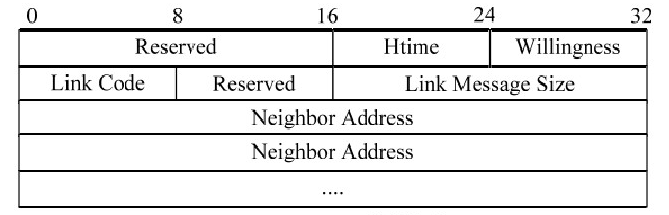 0 8 16 24 32
Reserved Htime Willingness
Link Code Reserved Link Message Size
Neighbor Address
Neighbor Address
....